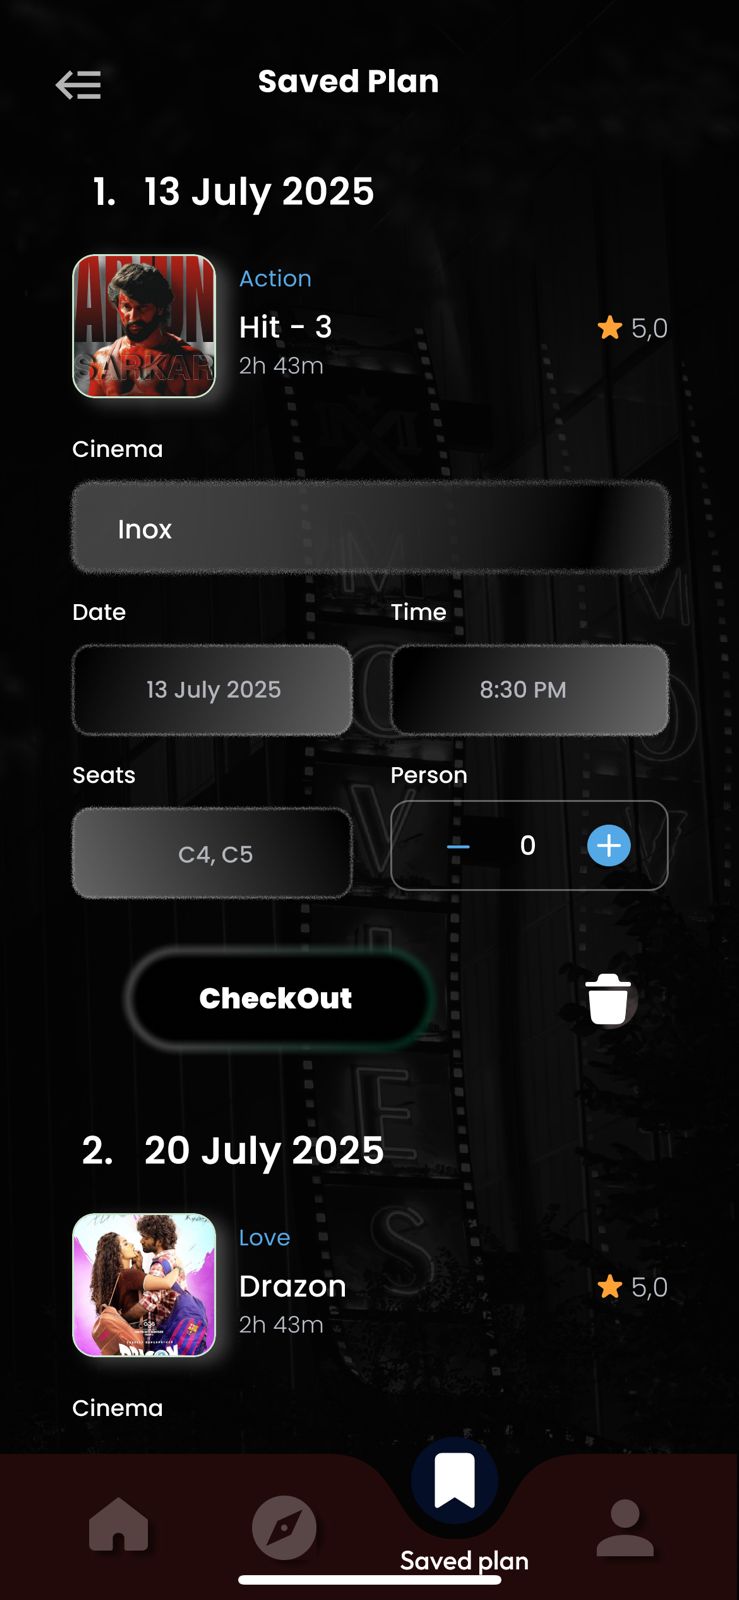 Saved Plan
1. 13 July 2025
ARJUN
SARKAR
Action
Hit - 3
5,0
2h 43m
Cinema
Inox
Date
Time
13 July 2025
8:30 PM
Seats
Person
C4, C5
0
CheckOut
M
O
V
I
E
S
M
O
V
2. 20 July 2025
Love
Drazon
5,0
2h 43m
Cinema
Saved plan